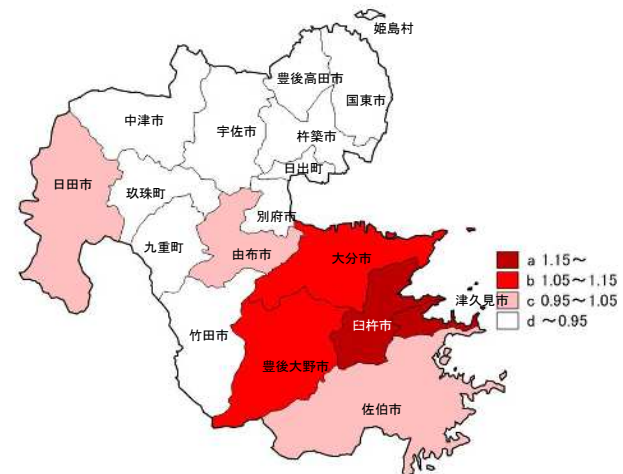 姫島村
豊後高田市
国東市
中津市
宇佐市
杵築市
日出町
日田市
玖珠町
別府市
九重町
由布市
大分市
a 1.15～
b 1.05～1.15
津久見市
c 0.95～1.05
d ～0.95
臼杵市
竹田市
豊後大野市
佐伯市